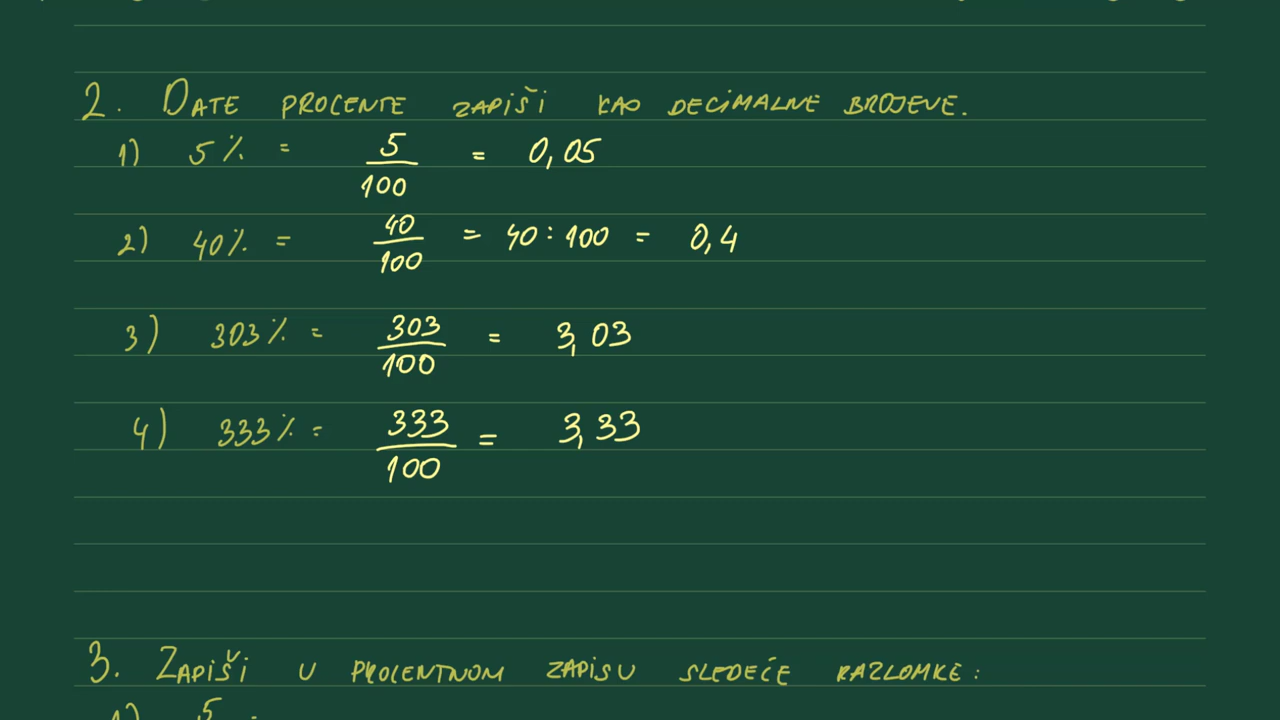 2. DATE PROCENTE ZAPIŠI KAO DECIMALNE BROJEVE.
1) 5% = 5/100 = 0,05
2) 40% = 40/100 = 40:100 = 0,4
3) 303% = 303/100 = 3,03
4) 333% = 333/100 = 3,33
3. ZAPIŠI U PROCENTNOM ZAPISU SLEDEĆE RAZLOMKE:
1) 5